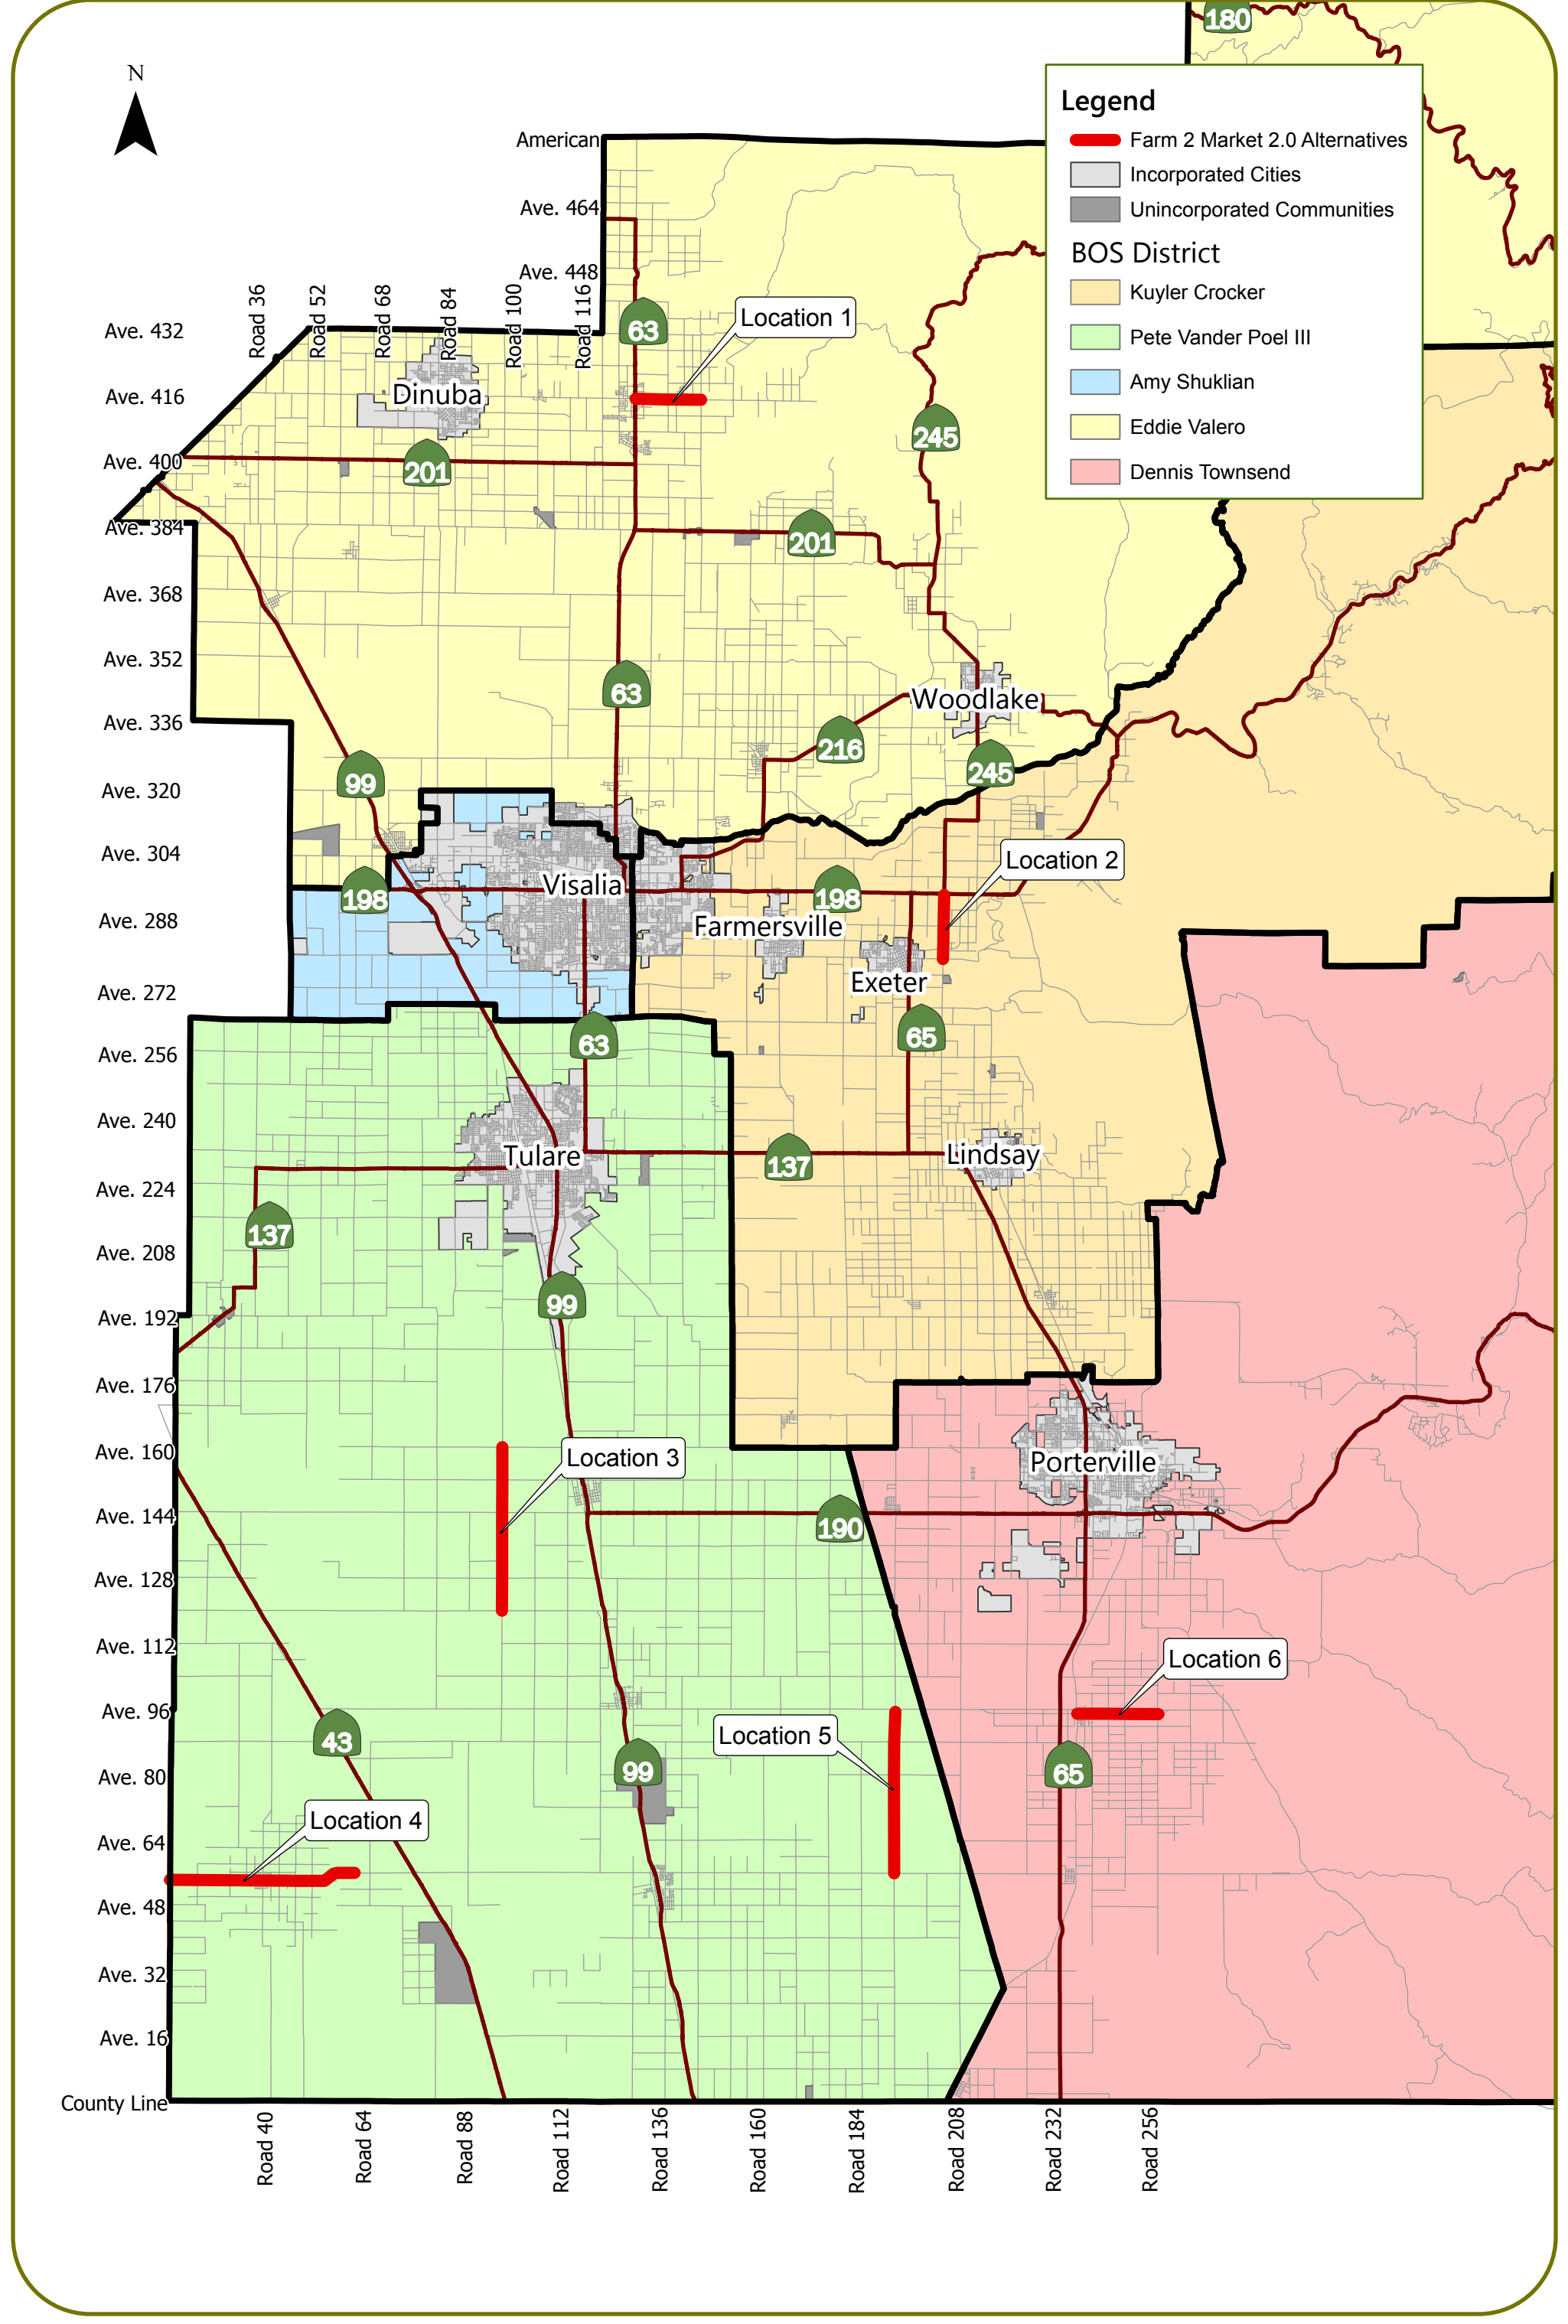 180
N
Legend
Farm 2 Market 2.0 Alternatives
Incorporated Cities
Unincorporated Communities
BOS District
Kuyler Crocker
Pete Vander Poel III
Amy Shuklian
Eddie Valero
Dennis Townsend
American
Ave. 464
Ave. 448
Road 36
Road 52
Road 68
Road 84
Road 100
Road 116
Ave. 432
63
Location 1
Ave. 416
Dinuba
245
Ave. 400
201
Ave. 384
201
Ave. 368
Ave. 352
63
Woodlake
Ave. 336
216
99
245
Ave. 320
Ave. 304
Location 2
198
Visalia
198
Ave. 288
Farmersville
Exeter
Ave. 272
63
65
Ave. 256
Ave. 240
Tulare
137
Lindsay
Ave. 224
137
Ave. 208
99
Ave. 192
Ave. 176
Ave. 160
Location 3
Porterville
Ave. 144
190
Ave. 128
Ave. 112
Location 6
Ave. 96
43
Location 5
99
65
Ave. 80
Location 4
Ave. 64
Ave. 48
Ave. 32
Ave. 16
County Line
Road 40
Road 64
Road 88
Road 112
Road 136
Road 160
Road 184
Road 208
Road 232
Road 256